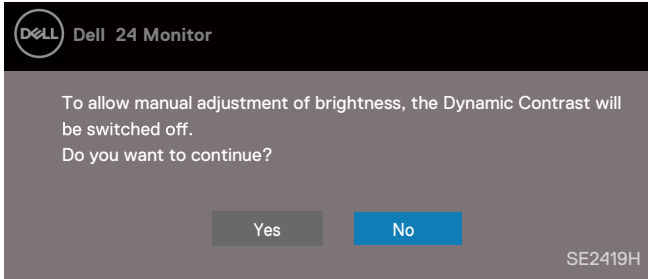 DELL Dell 24 Monitor
To allow manual adjustment of brightness, the Dynamic Contrast will
be switched off.
Do you want to continue?
Yes No
SE2419H